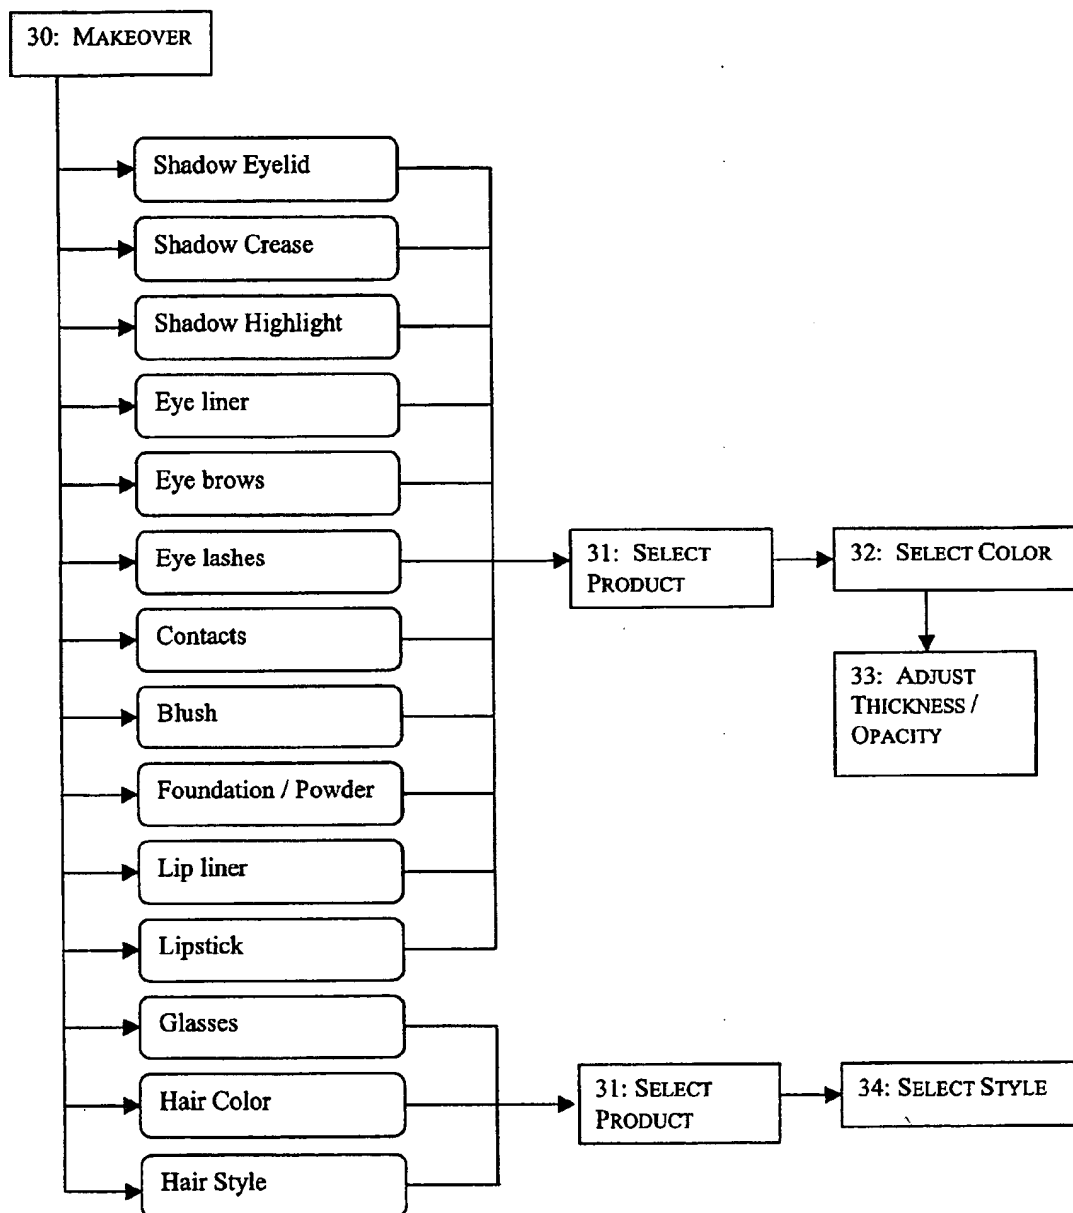 30: MAKEOVER
Shadow Eyelid
Shadow Crease
Shadow Highlight
Eye liner
Eye brows
Eye lashes
31: SELECT
PRODUCT
32: SELECT COLOR
Contacts
33: ADJUST
THICKNESS /
OPACITY
Blush
Foundation / Powder
Lip liner
Lipstick
Glasses
Hair Color
31: SELECT
PRODUCT
34: SELECT STYLE
Hair Style